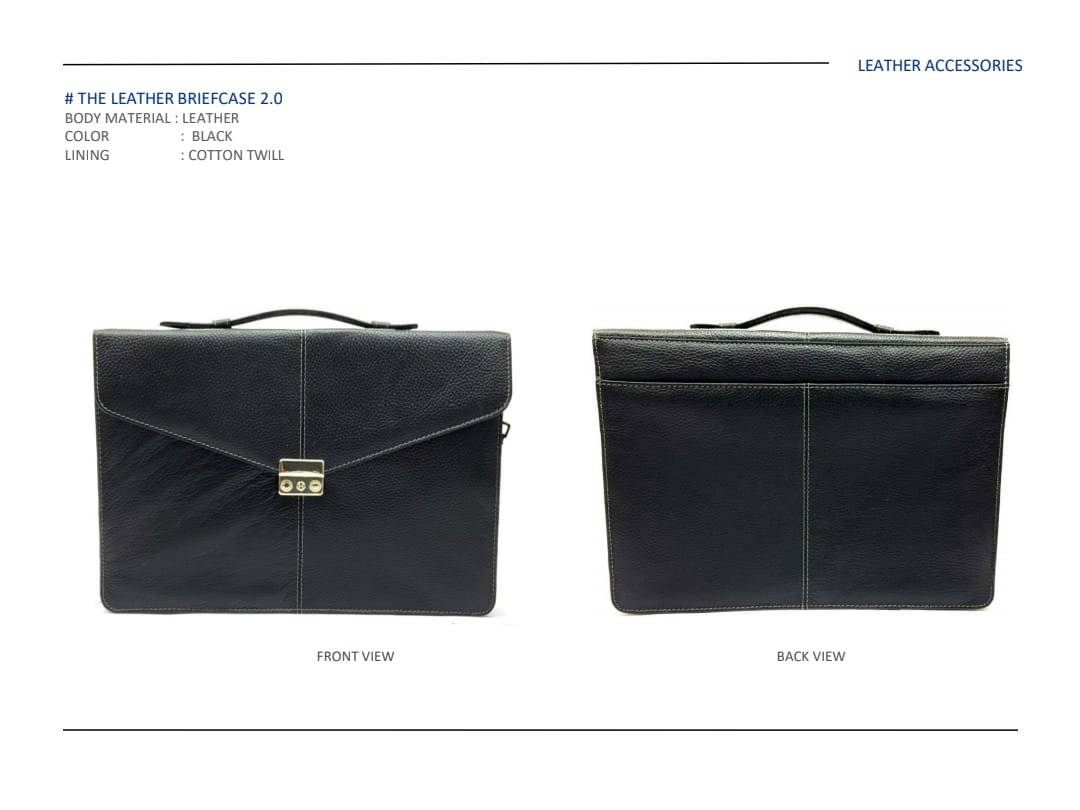 LEATHER ACCESSORIES
# THE LEATHER BRIEFCASE 2.0
BODY MATERIAL : LEATHER
COLOR : BLACK
LINING : COTTON TWILL
FRONT VIEW
BACK VIEW